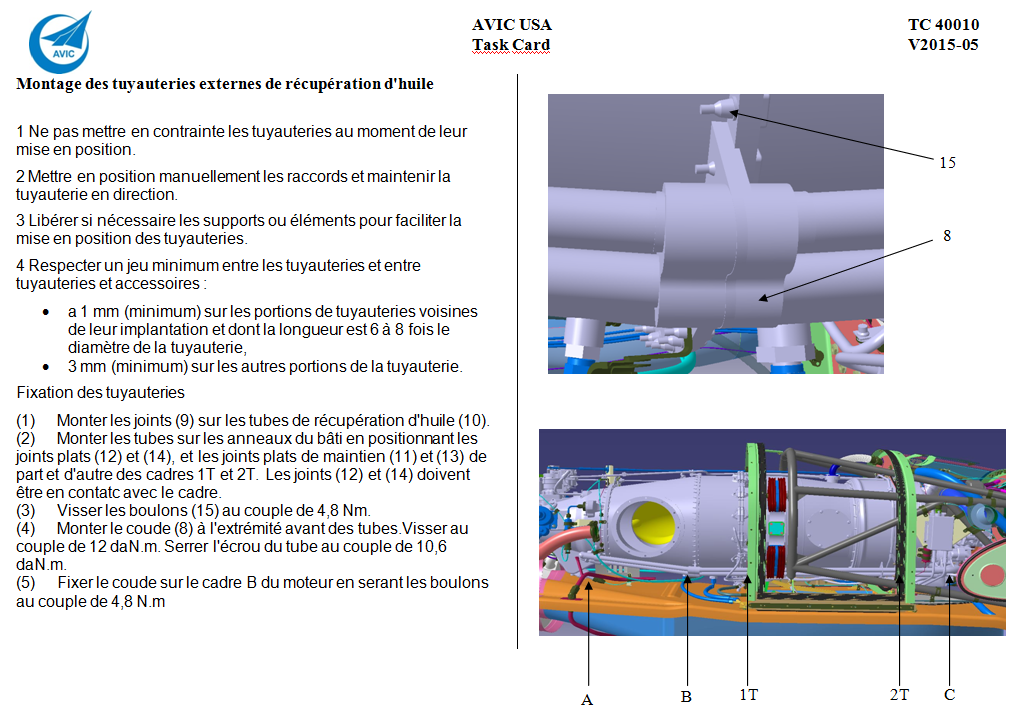 AVIC
AVIC USA
Task Card
TC 40010
V2015-05
Montage des tuyauteries externes de récupération d'huile
1 Ne pas mettre en contrainte les tuyauteries au moment de leur
mise en position.
2 Mettre en position manuellement les raccords et maintenir la
tuyauterie en direction.
3 Libérer si nécessaire les supports ou éléments pour faciliter la
mise en position des tuyauteries.
4 Respecter un jeu minimum entre les tuyauteries et entre
tuyauteries et accessoires :
• a 1 mm (minimum) sur les portions de tuyauteries voisines
de leur implantation et dont la longueur est 6 à 8 fois le
diamètre de la tuyauterie,
• 3 mm (minimum) sur les autres portions de la tuyauterie.
Fixation des tuyauteries
(1) Monter les joints (9) sur les tubes de récupération d'huile (10).
(2) Monter les tubes sur les anneaux du bâti en positionnant les
joints plats (12) et (14), et les joints plats de maintien (11) et (13) de
part et d'autre des cadres 1T et 2T. Les joints (12) et (14) doivent
être en contatc avec le cadre.
(3) Visser les boulons (15) au couple de 4,8 Nm.
(4) Monter le coude (8) à l'extrémité avant des tubes.Visser au
couple de 12 daN.m. Serrer l'écrou du tube au couple de 10,6
daN.m.
(5) Fixer le coude sur le cadre B du moteur en serant les boulons
au couple de 4,8 N.m
15
8
A
B
1T
2T
C